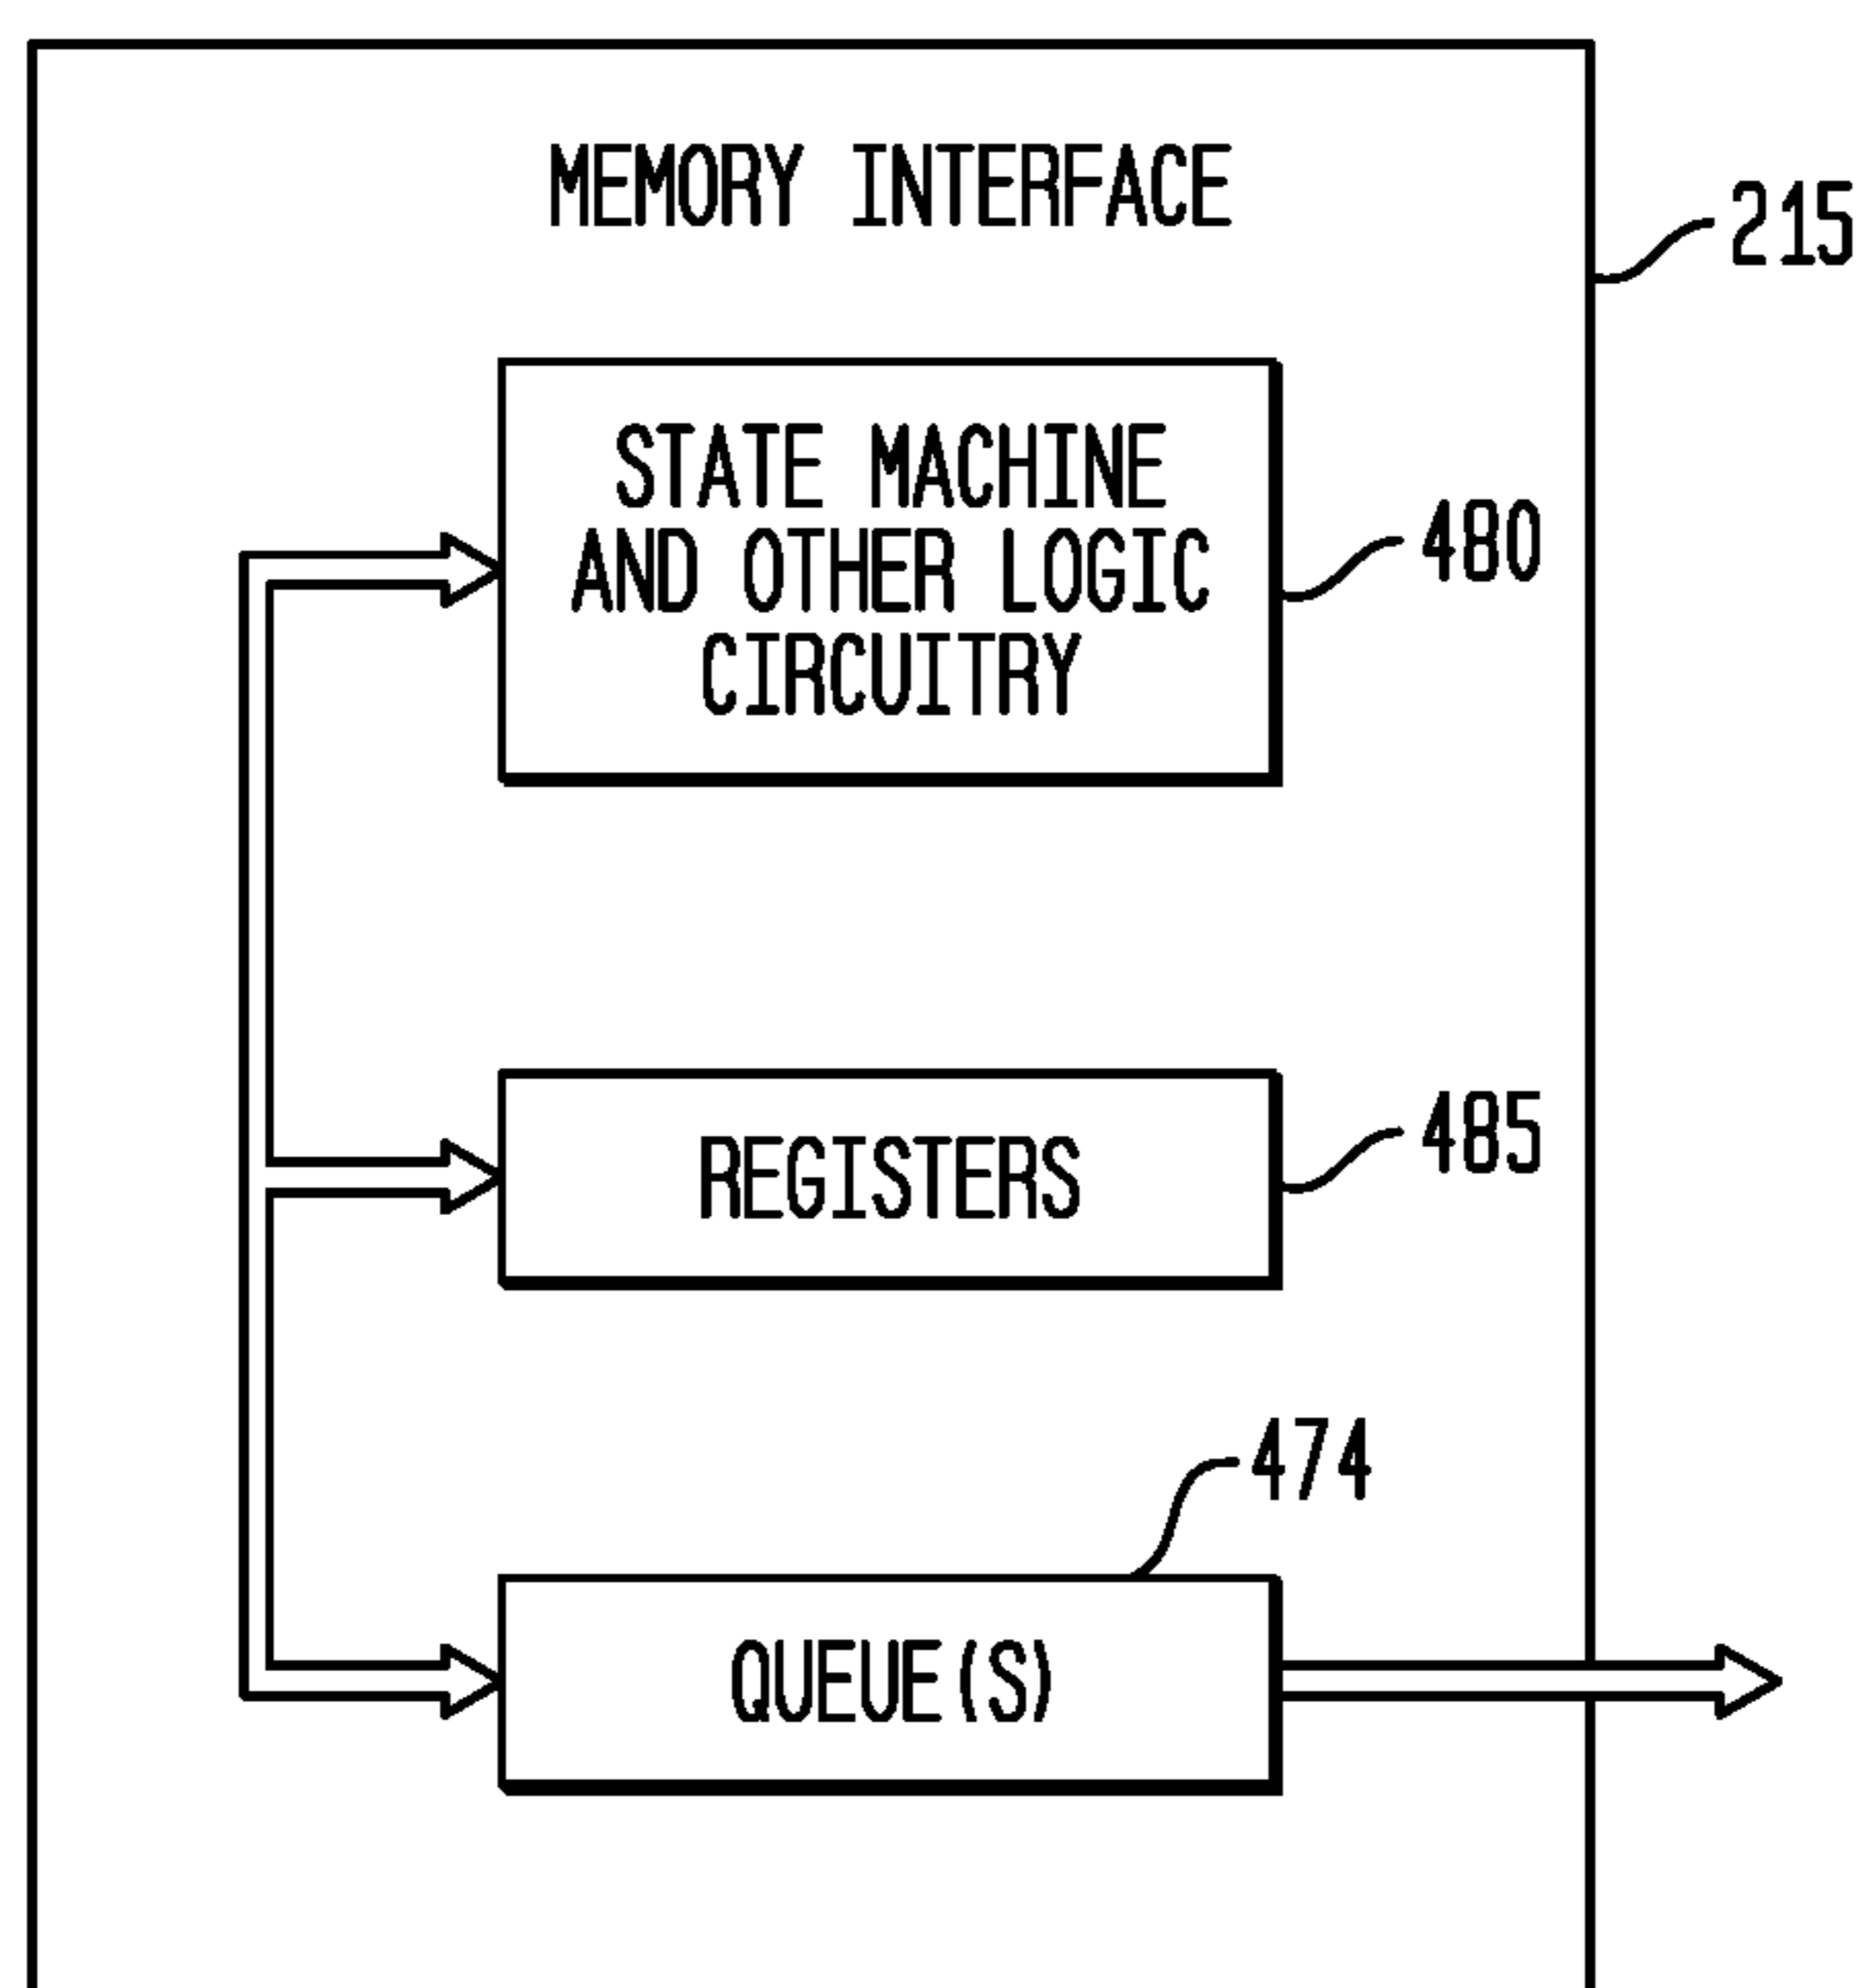 MEMORY INTERFACE
215
STATE MACHINE
AND OTHER LOGIC
CIRCUITRY
480
REGISTERS
485
474
QUEUE(S)